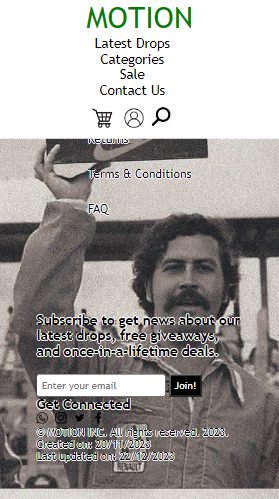 MOTION
Latest Drops
Categories
Sale
Contact Us
Returns
Terms & Conditions
FAQ
Subscribe to get news about our
latest drops, free giveaways,
and once-in-a-lifetime deals.
Enter your email
Join!
Get Connected
© MOTION INC. All rights reserved. 2023.
Created on: 20/11/2023
Last updated on: 22/12/2023
RENAULT